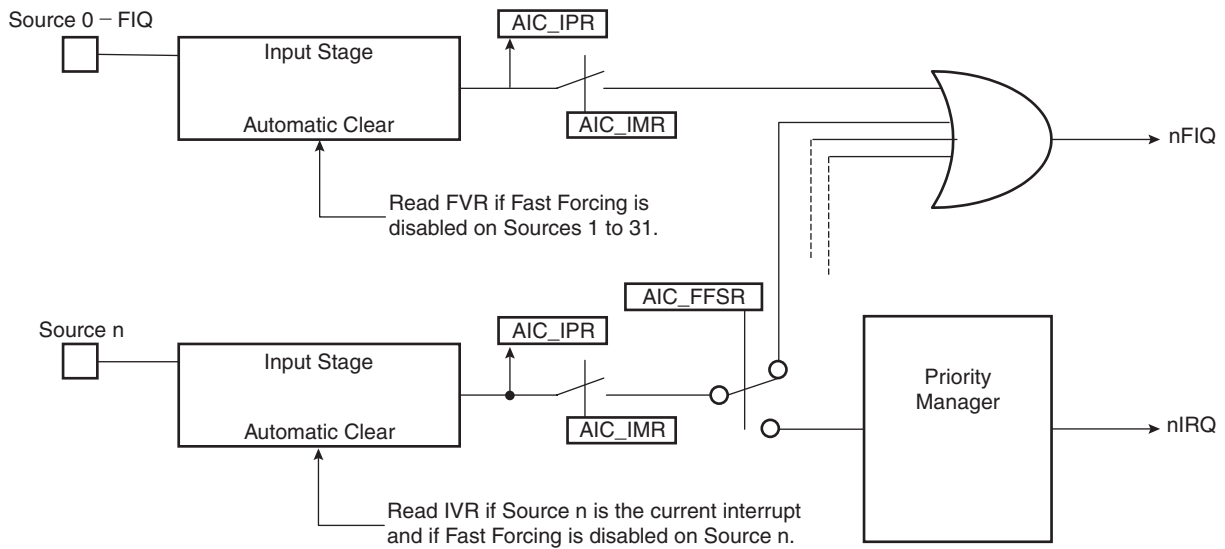 Source 0 – FIQ
AIC_IPR
Input Stage
Automatic Clear
AIC_IMR
nFIQ
Read FVR if Fast Forcing is
disabled on Sources 1 to 31.
AIC_FFSR
Source n
AIC_IPR
Input Stage
Priority
Manager
Automatic Clear
AIC_IMR
nIRQ
Read IVR if Source n is the current interrupt
and if Fast Forcing is disabled on Source n.